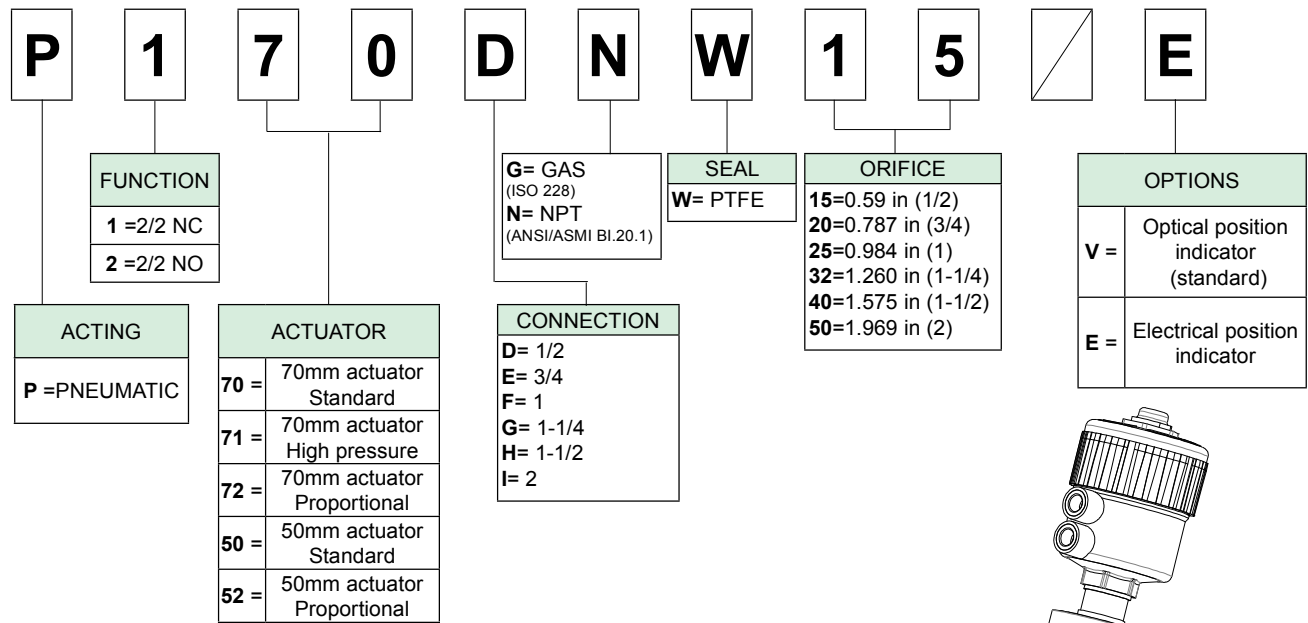 P 1 7 0 D N W 1 5 / E
FUNCTION
1 =2/2 NC
2 =2/2 NO
ACTING
P =PNEUMATIC
ACTUATOR
70 = 70mm actuator
Standard
71 = 70mm actuator
High pressure
72 = 70mm actuator
Proportional
50 = 50mm actuator
Standard
52 = 50mm actuator
Proportional
G= GAS
(ISO 228)
N= NPT
(ANSI/ASMI BI.20.1)
CONNECTION
D= 1/2
E= 3/4
F= 1
G= 1-1/4
H= 1-1/2
I= 2
SEAL
W= PTFE
ORIFICE
15=0.59 in (1/2)
20=0.787 in (3/4)
25=0.984 in (1)
32=1.260 in (1-1/4)
40=1.575 in (1-1/2)
50=1.969 in (2)
OPTIONS
V = Optical position
indicator
(standard)
E = Electrical position
indicator